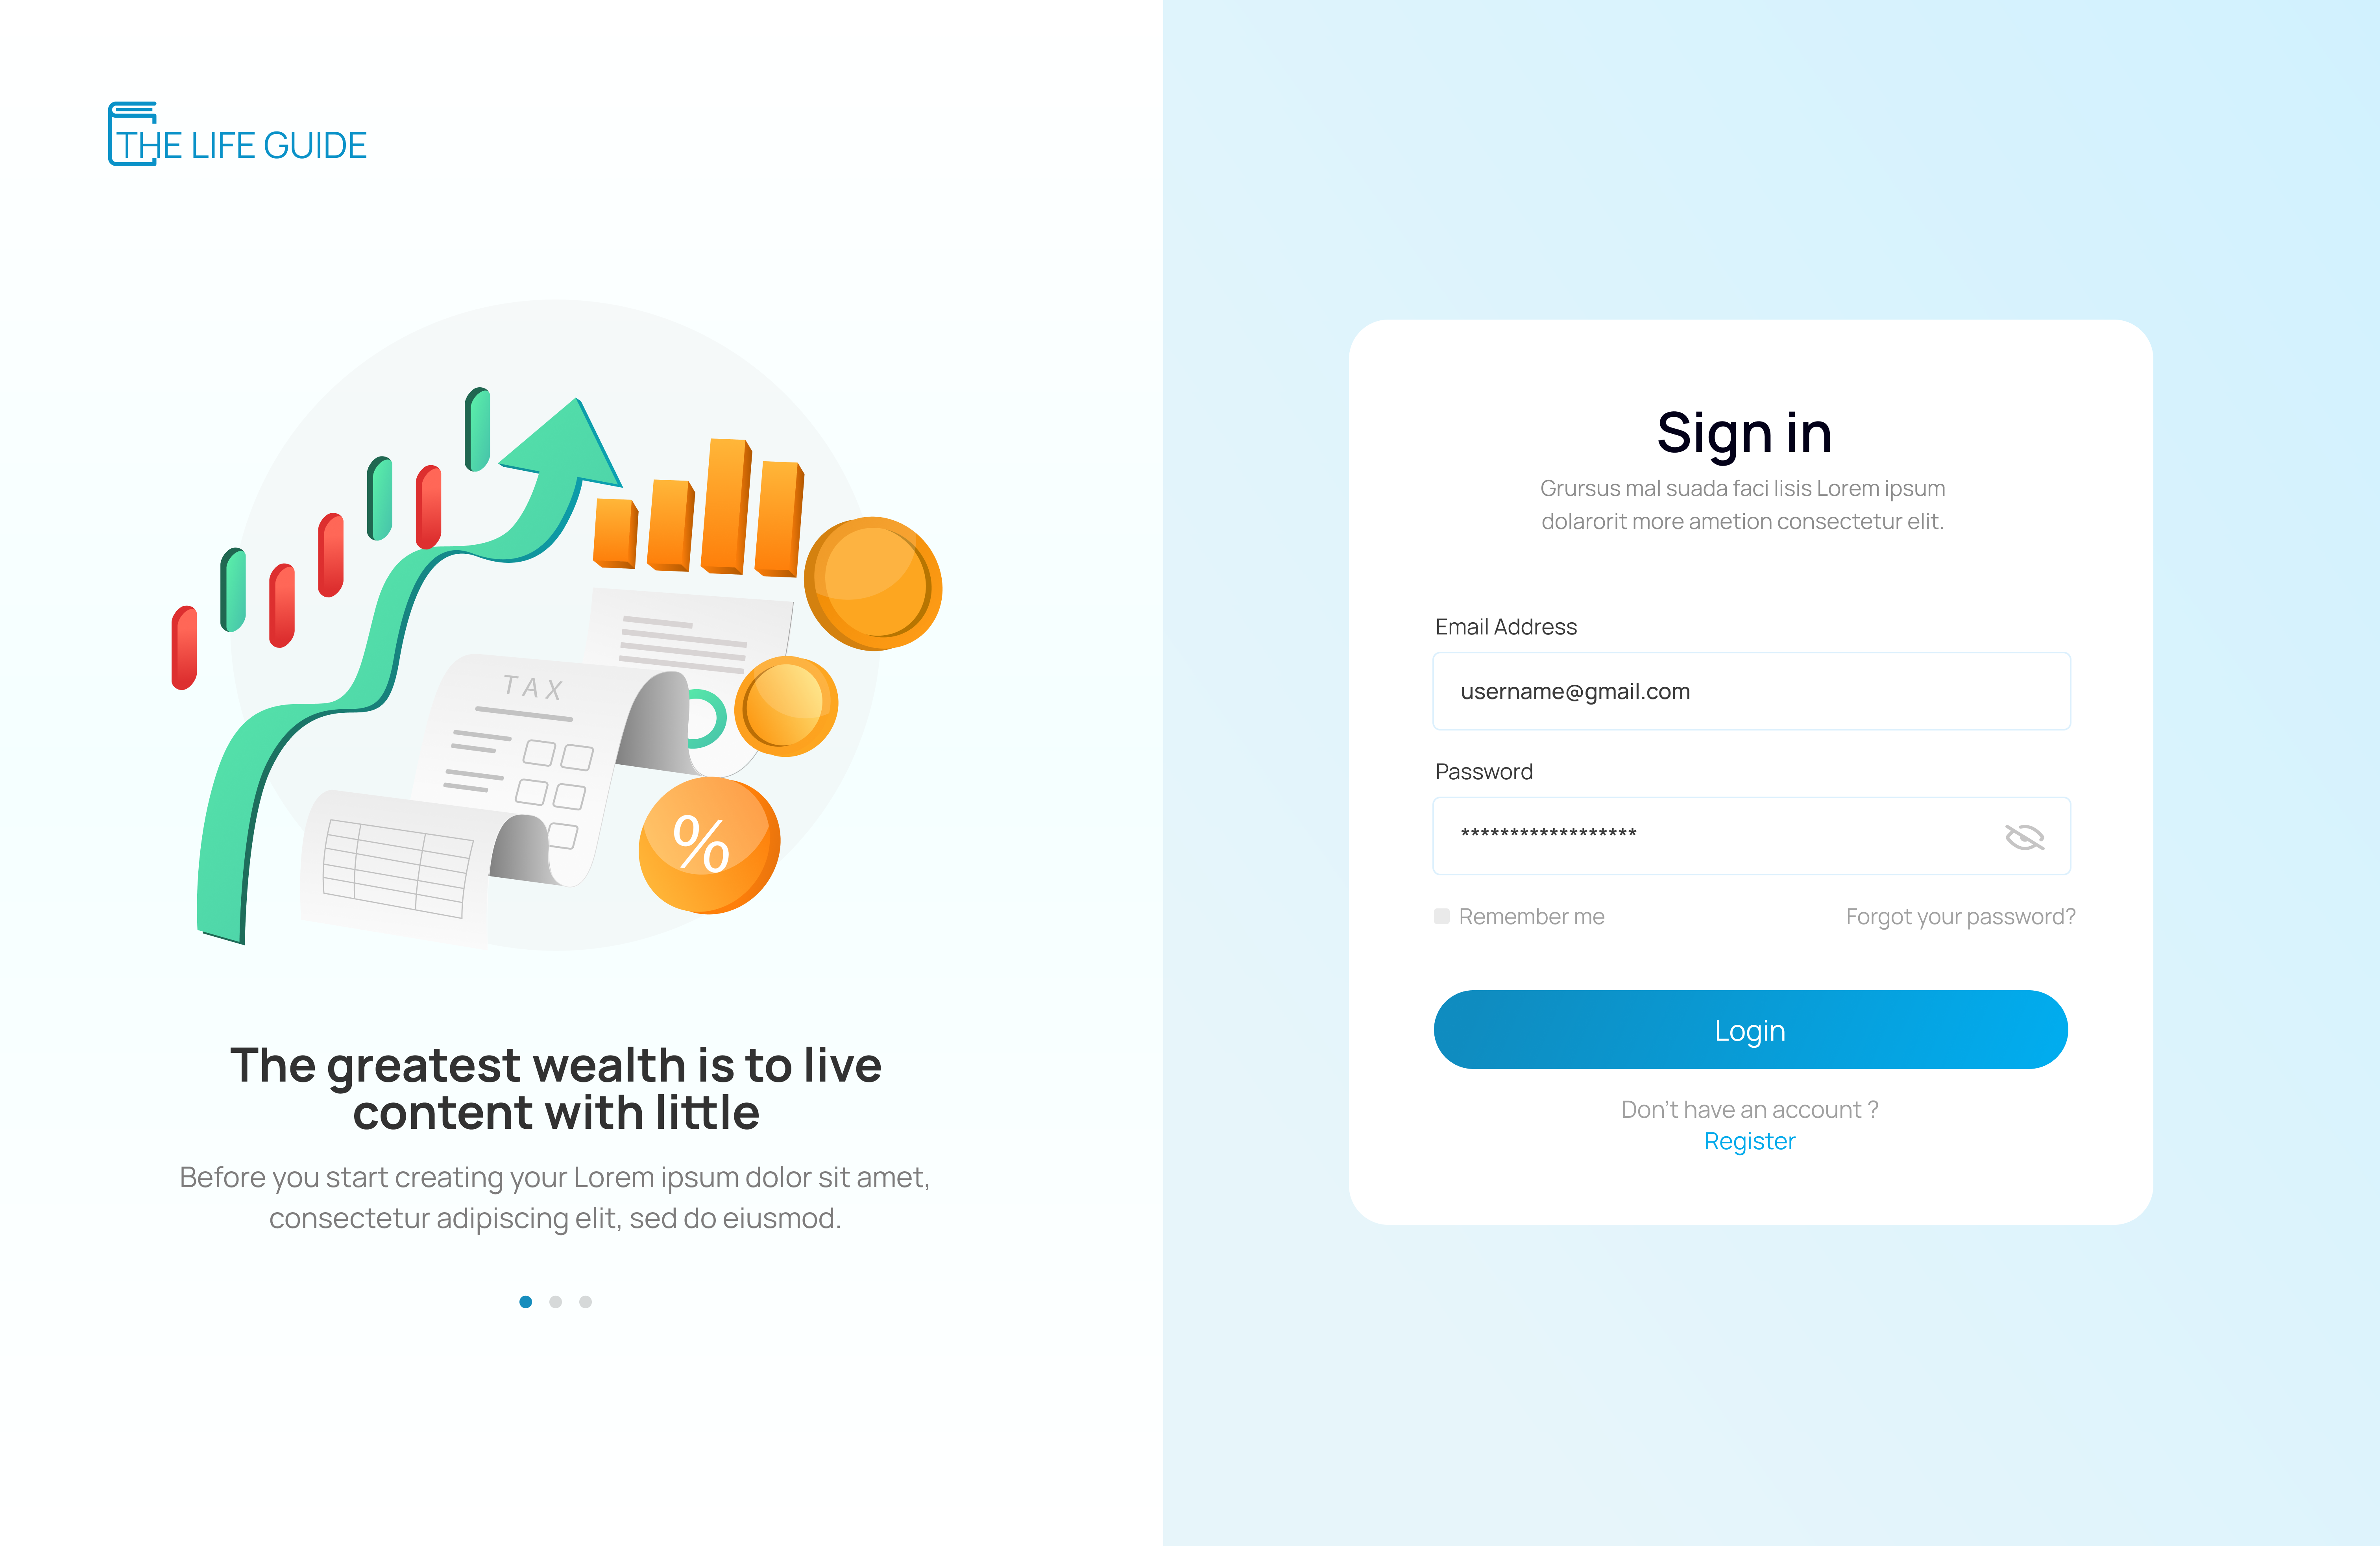 THE LIFE GUIDE
TAX
%
The greatest wealth is to live
content with little
Before you start creating your Lorem ipsum dolor sit amet,
consectetur adipiscing elit, sed do eiusmod.
Sign in
Grursus mal suada faci lisis Lorem ipsum
dolarorit more ametion consectetur elit.
Email Address
username@gmail.com
Password
******************
Remember me
Forgot your password?
Login
Don't have an account ?
Register